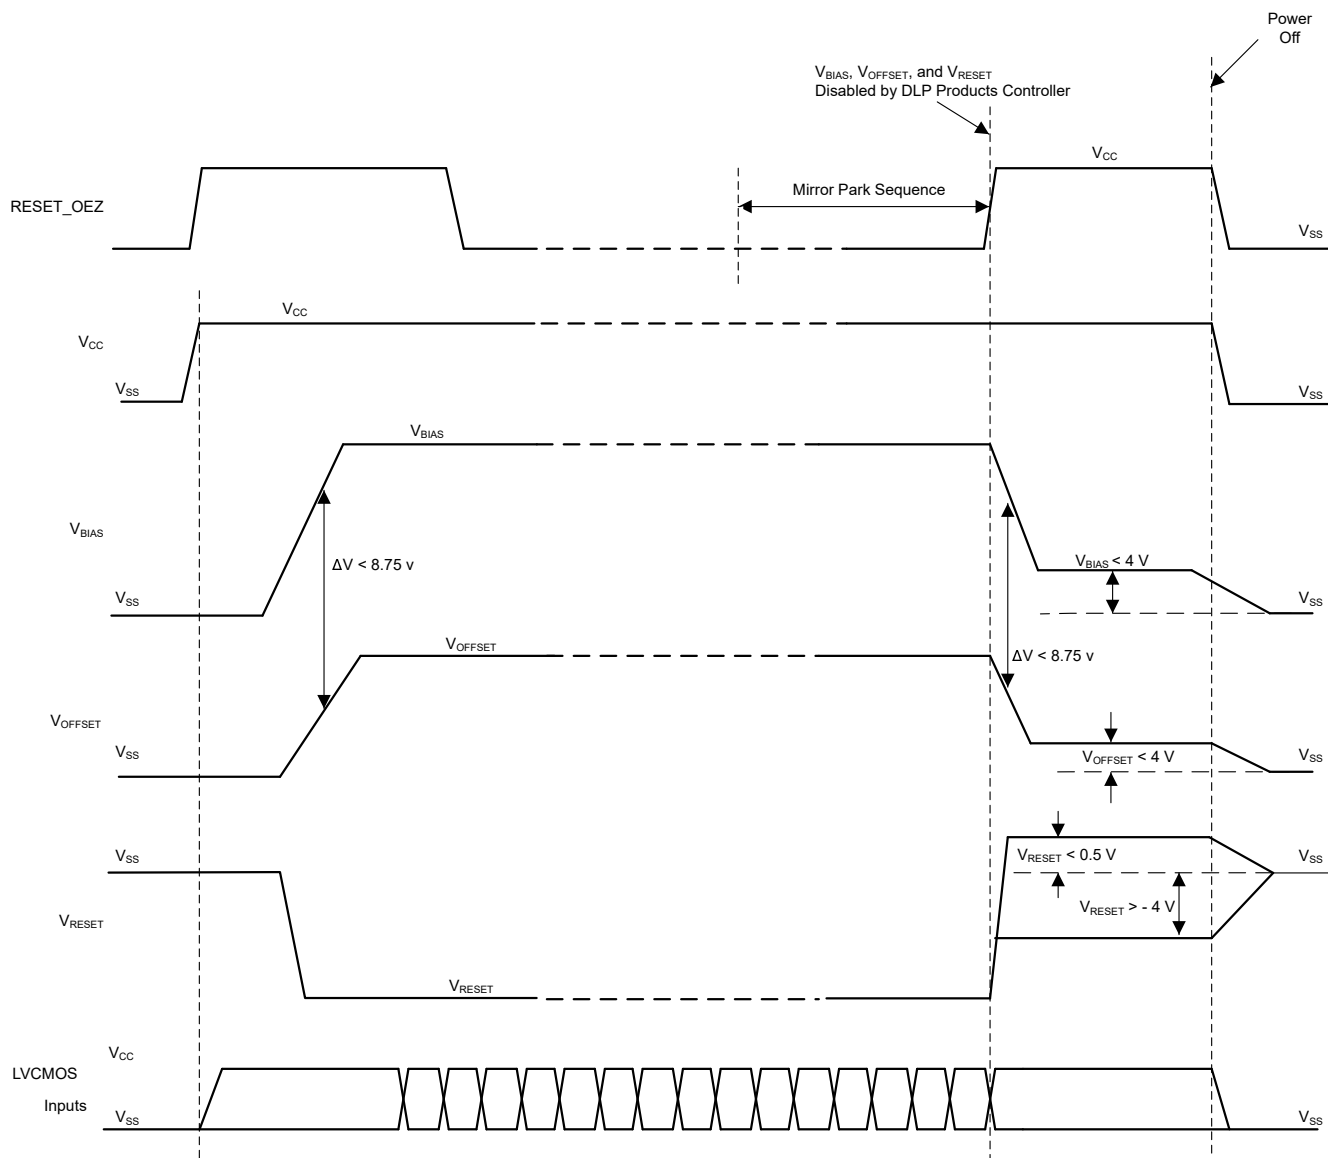 Power
Off
VBIAS, VOFFSET, and VRESET
Disabled by DLP Products Controller
VCC
Mirror Park Sequence
RESET_OEZ
VSS
VCC
VCC
VSS
VSS
VBIAS
VBIAS
ΔV < 8.75 v
VBIAS < 4 V
VSS
VSS
VOFFSET
ΔV < 8.75 v
VOFFSET
VSS
VOFFSET < 4 V
VSS
VSS
VRESET < 0.5 V
VSS
VRESET
VRESET > - 4 V
VRESET
VCC
LVCMOS
Inputs
VSS
VSS